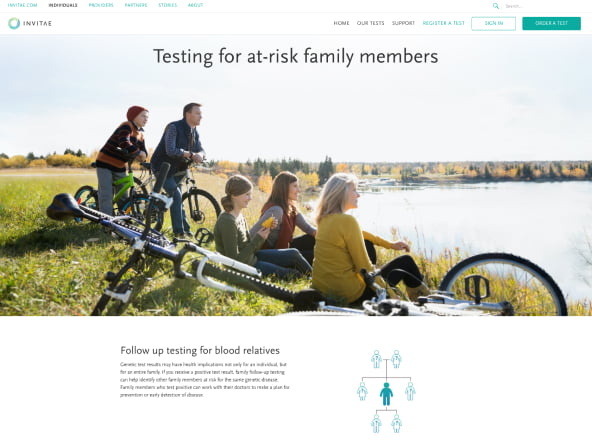 INVITAE.COM INDIVIDUALS PROVIDERS PARTNERS STORIES ABOUT Search...
INVITAE HOME OUR TESTS SUPPORT REGISTER A TEST SIGN IN ORDER A TEST
Testing for at-risk family members
Follow up testing for blood relatives
Genetic test results may have health implications not only for an individual, but
for an entire family. If you receive a positive test result, family follow-up testing
can help identify other family members at risk for the same genetic disease.
Family members who test positive can work with their doctors to make a plan for
prevention or early detection of disease.